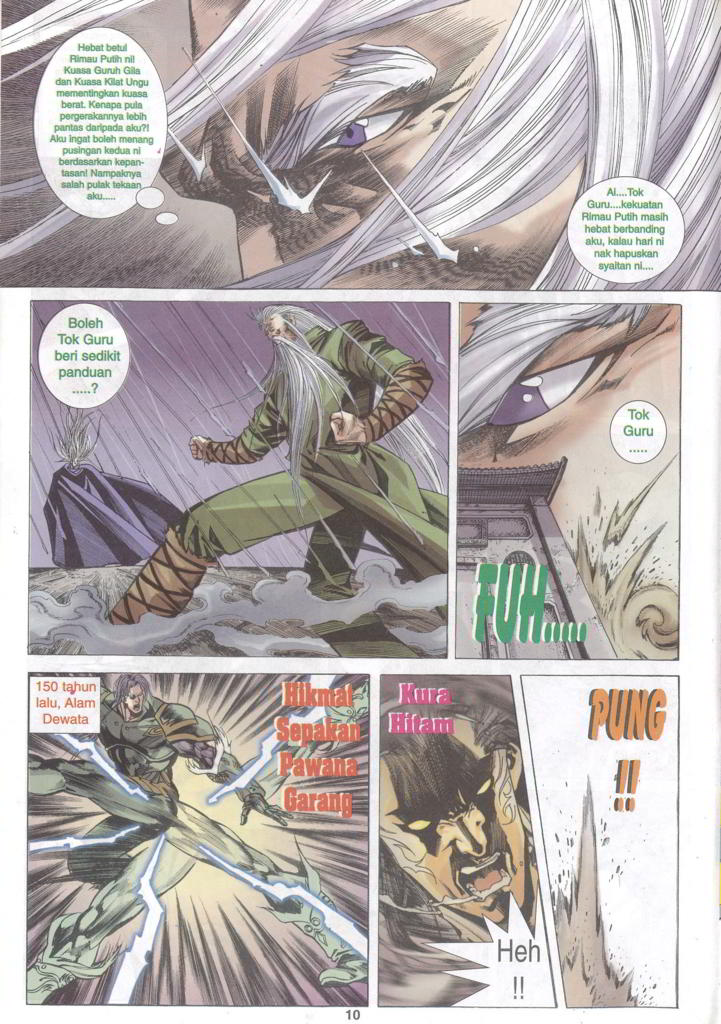 Hebat betul
Rimau Putih ni!
Kuasa Guruh Gila
dan Kuasa Kilat Ungu
mementingkan kuasa
berat. Kenapa pula
pergerakannya lebih
pantas daripada aku?!
Aku ingat boleh menang
pusingan kedua ni
berdasarkan kepan-
tasan! Nampaknya
salah pulak tekaan
aku.....
Ai....Tok
Guru....kekuatan
Rimau Putih masih
hebat berbanding
aku, kalau hari ni
nak hapuskan
syaitan ni....
Boleh
Tok Guru
beri sedikit
panduan
.....?
Tok
Guru
.....
FUH.....
150 tahun
lalu, Alam
Dewata
Hikmat
Sepakan
Pawana
Garang
Kura
Hitam
Heh
!!
PUNG
!!
10